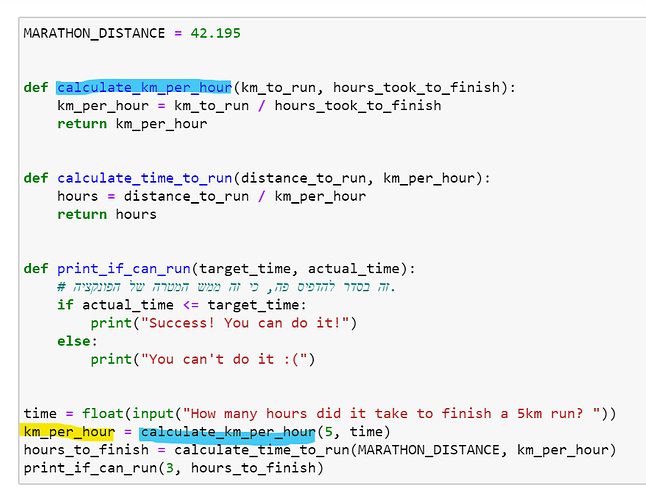 MARATHON_DISTANCE = 42.195
def calculate_km_per_hour(km_to_run, hours_took_to_finish):
km_per_hour = km_to_run / hours_took_to_finish
return km_per_hour
def calculate_time_to_run(distance_to_run, km_per_hour):
hours = distance_to_run / km_per_hour
return hours
def print_if_can_run(target_time, actual_time):
# זה בסדר להדפיס פה, כי זה ממש המטרה של הפונקציה.
if actual_time <= target_time:
print("Success! You can do it!")
else:
print("You can't do it :(")
time = float(input("How many hours did it take to finish a 5km run? "))
km_per_hour = calculate_km_per_hour(5, time)
hours_to_finish = calculate_time_to_run(MARATHON_DISTANCE, km_per_hour)
print_if_can_run(3, hours_to_finish)